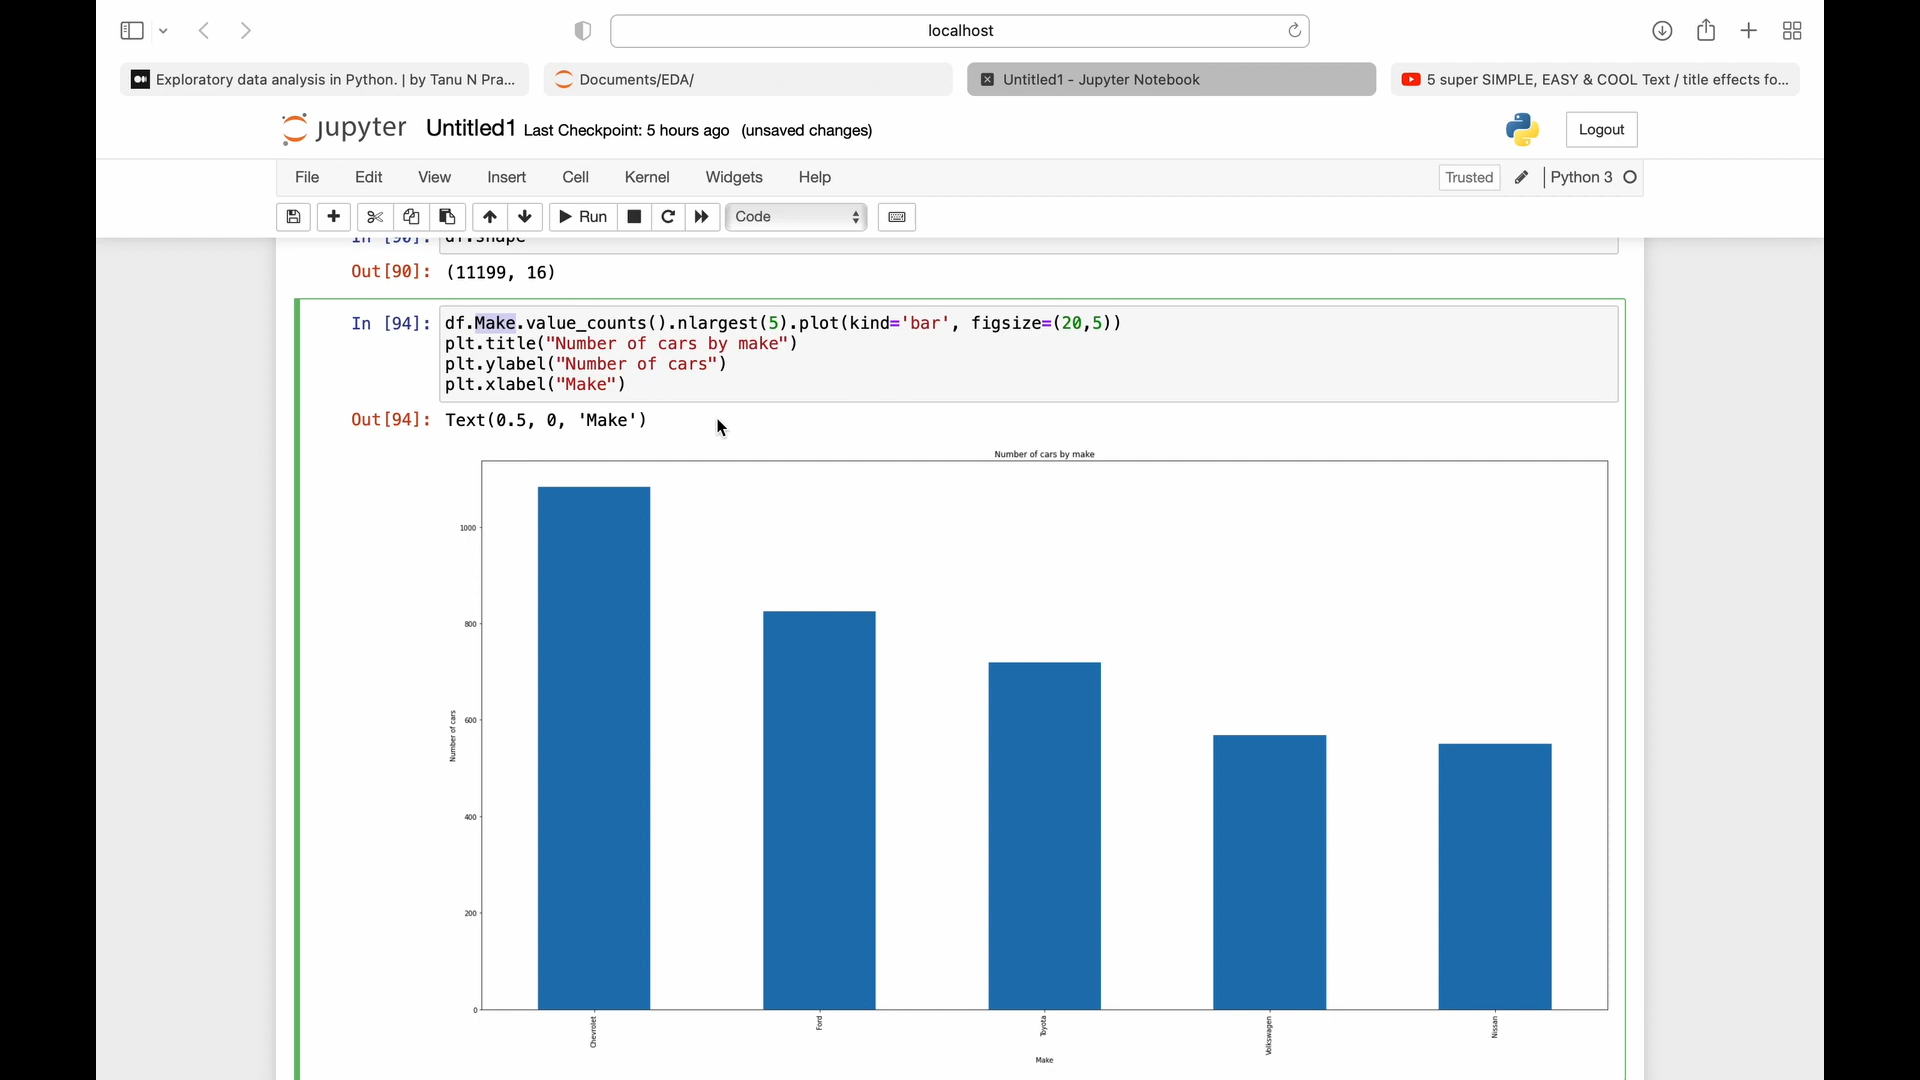 localhost
Exploratory data analysis in Python. | by Tanu N Pra...
Documents/EDA/
Untitled1 - Jupyter Notebook
5 super SIMPLE, EASY & COOL Text / title effects fo...
jupyter Untitled1 Last Checkpoint: 5 hours ago (unsaved changes)
Logout
File Edit View Insert Cell Kernel Widgets Help
Trusted
Python 3
Run
Code
In [90]: df.shape
Out[90]: (11199, 16)
In [94]: df.Make.value_counts().nlargest(5).plot(kind='bar', figsize=(20,5))
plt.title("Number of cars by make")
plt.ylabel("Number of cars")
plt.xlabel("Make")
Out[94]: Text(0.5, 0, 'Make')
Number of cars by make
1000
800
600
400
200
0
Number of cars
Chevrolet
Ford
Toyota
Volkswagen
Nissan
Make